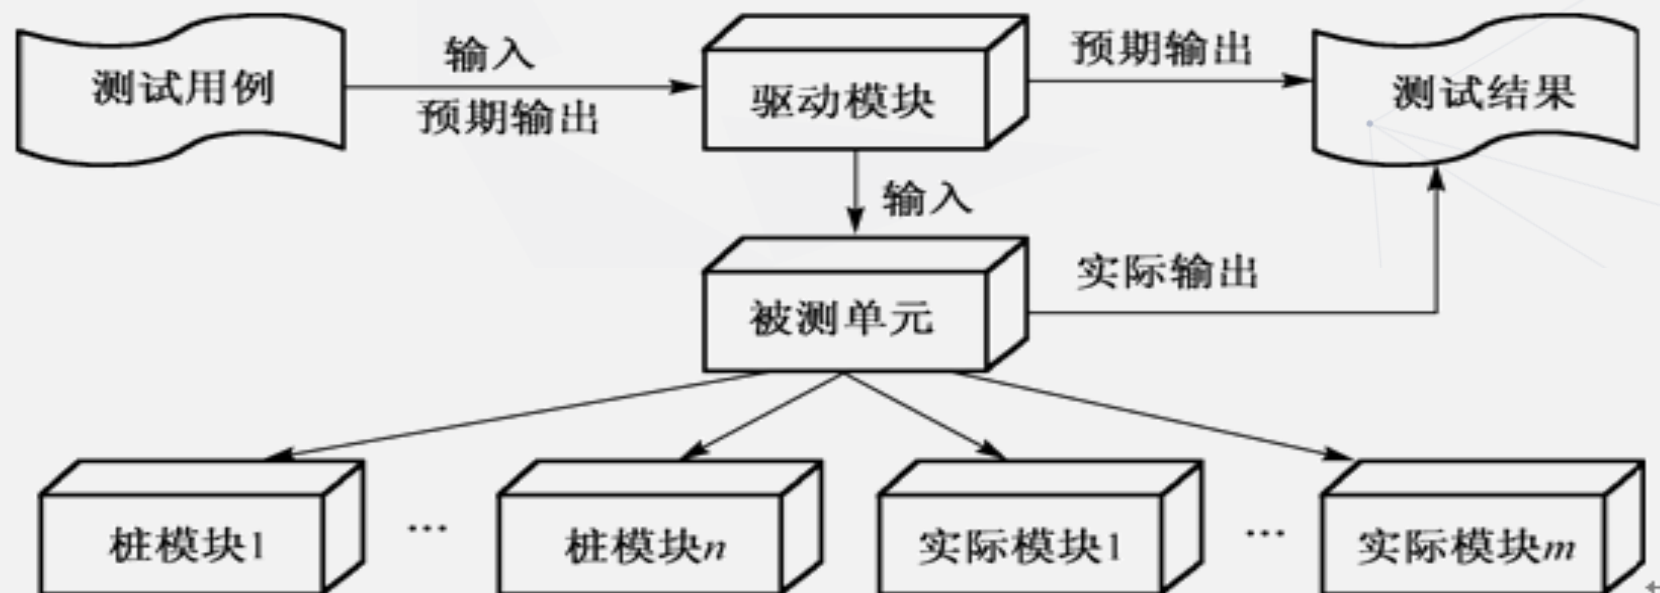 测试用例
输入
预期输出
驱动模块
预期输出
测试结果
输入
被测单元
实际输出
桩模块1
...
桩模块n
实际模块1
...
实际模块m